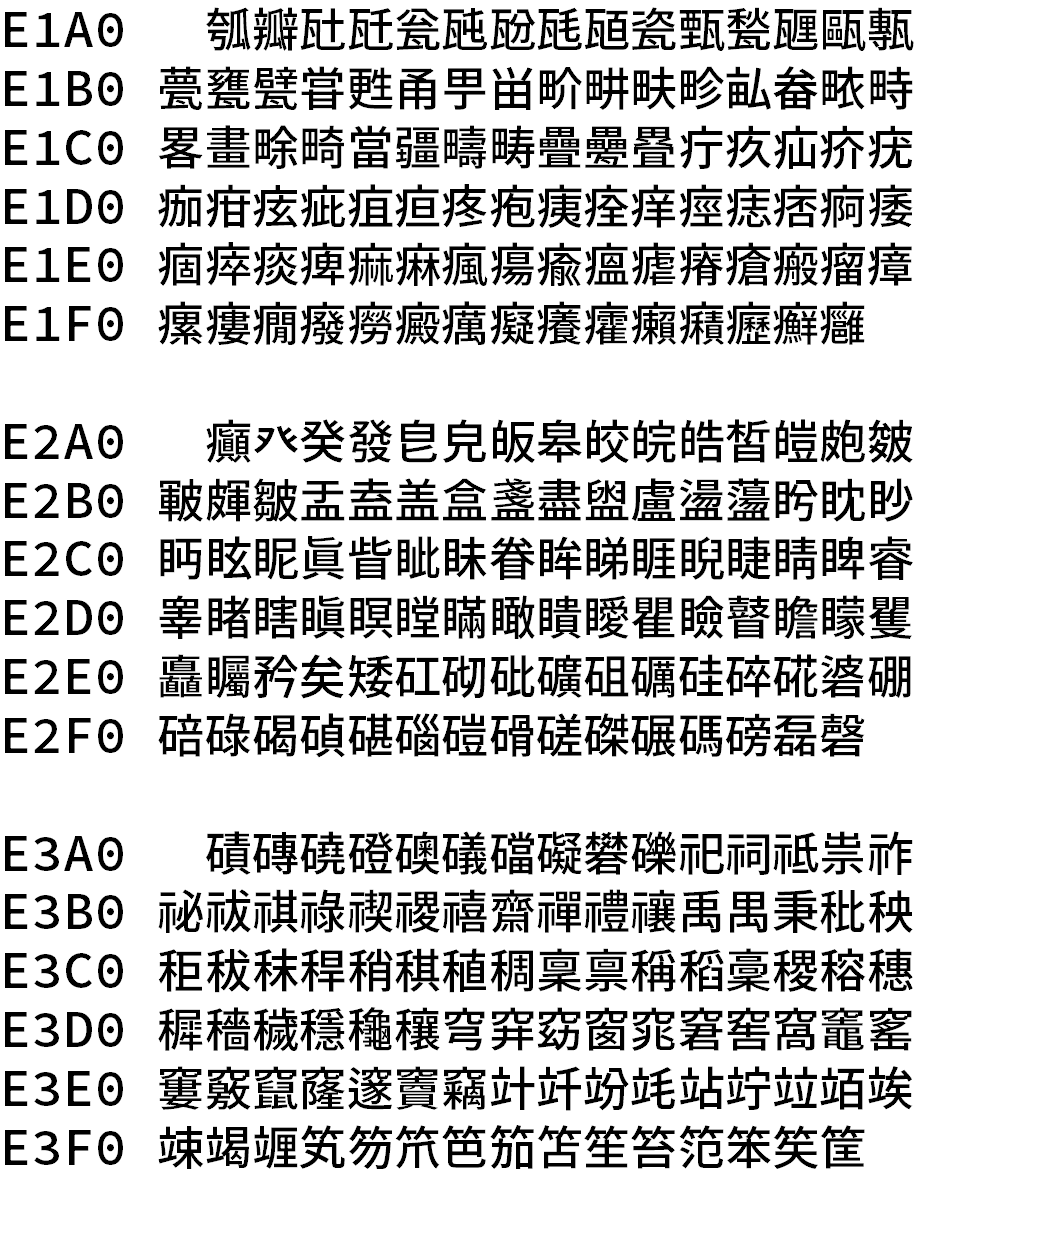 E1A0 瓠瓣瓧瓩瓮瓲瓰瓱瓸瓷甄甃甅甌甎
E1B0 甍甕甓甞甦甬甼畄畍畊畉畛畆畚畩畤
E1C0 畧畫畭畸當疆疇畴疊疉疂疔疚疝疥疣
E1D0 痂疳痃疵疽疸疼疱痍痊痒痙痣痞痾痿
E1E0 痼瘁痰痺痲痳瘋瘍瘉瘟瘧瘠瘡瘢瘤瘴
E1F0 瘰瘻癇癈癆癜癘癡癢癨癩癪癧癬癰
E2A0 癲癶癸發皀皃皈皋皎皖皓皙皚皰皴
E2B0 皸皹皺盂盍盖盒盞盡盥盧盪蘯盻眈眇
E2C0 眄眩眤眞眥眦眛眷眸睇睚睨睫睛睥睿
E2D0 睾睹瞎瞋瞑瞠瞞瞰瞶瞹瞿瞼瞽瞻矇矍
E2E0 矗矚矜矣矮矼砌砒礦砠礪硅碎硴碆硼
E2F0 碚碌碣碵碪碯磑磆磋磔碾碼磅磊磬
E3A0 磧磚磽磴礇礒礑礙礬礫祀祠祗祟祚
E3B0 祕祓祺祿禊禝禧齋禪禮禳禹禺秉秕秧
E3C0 秬秡秣稈稍稘稙稠稟禀稱稻稾稷穃穗
E3D0 穉穡穢穩龝穰穹穽窈窗窕窘窖窩竈窰
E3E0 窶竅竄窿邃竇竊竍竏竕竓站竚竝竡竢
E3F0 竦竭竰笂笏笊笆笳笘笙笞笵笨笶筐